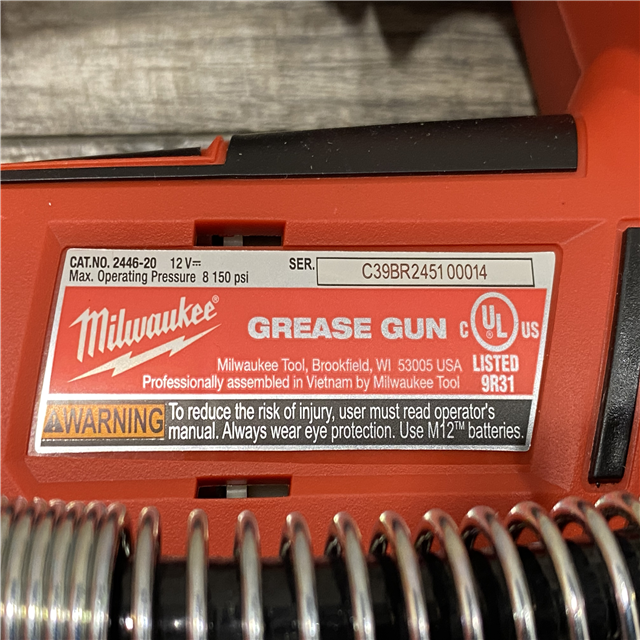 CAT.NO. 2446-20 12 V⎓ SER. C39BR245100014
Max. Operating Pressure 8 150 psi
Milwaukee® GREASE GUN C UL US
Milwaukee Tool, Brookfield, WI 53005 USA LISTED
Professionally assembled in Vietnam by Milwaukee Tool 9R31
⚠WARNING To reduce the risk of injury, user must read operator's
manual. Always wear eye protection. Use M12™ batteries.